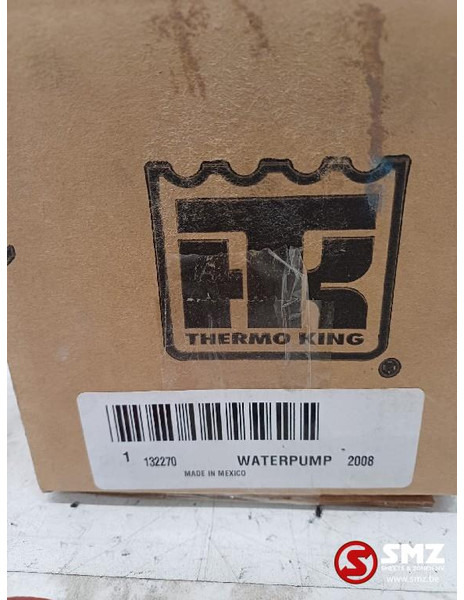 TK
THERMO KING
®
1 132270 WATERPUMP 2008
MADE IN MEXICO
SMZ
www.smz.be